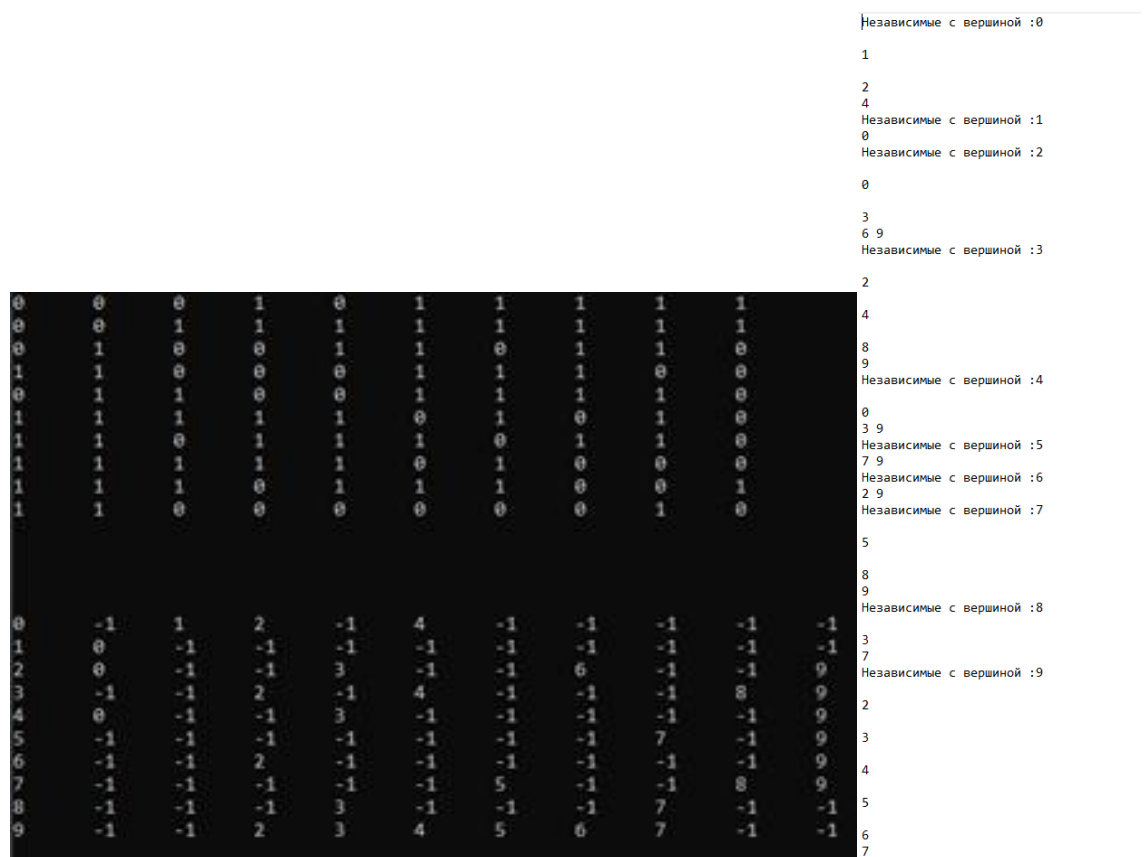 0 0 0 1 0 1 1 1 1 1
0 0 1 1 1 1 1 1 1 1
0 1 0 0 1 1 0 1 1 0
1 1 0 0 0 1 1 1 0 0
0 1 1 0 0 1 1 1 1 0
1 1 1 1 1 0 1 0 1 0
1 1 0 1 1 1 0 1 1 0
1 1 1 1 1 0 1 0 0 0
1 1 1 0 1 1 1 0 0 1
1 1 0 0 0 0 0 0 1 0
0 -1 1 2 -1 4 -1 -1 -1 -1 -1
1 0 -1 -1 -1 -1 -1 -1 -1 -1 -1
2 0 -1 -1 3 -1 -1 6 -1 -1 9
3 -1 -1 2 -1 4 -1 -1 -1 8 9
4 0 -1 -1 3 -1 -1 -1 -1 -1 9
5 -1 -1 -1 -1 -1 -1 -1 7 -1 9
6 -1 -1 2 -1 -1 -1 -1 -1 -1 9
7 -1 -1 -1 -1 -1 5 -1 -1 8 9
8 -1 -1 -1 3 -1 -1 -1 7 -1 -1
9 -1 -1 2 3 4 5 6 7 -1 -1
Независимые с вершиной :0
1
2
4
Независимые с вершиной :1
0
Независимые с вершиной :2
0
3
6 9
Независимые с вершиной :3
2
4
8
9
Независимые с вершиной :4
0
3 9
Независимые с вершиной :5
7 9
Независимые с вершиной :6
2 9
Независимые с вершиной :7
5
8
9
Независимые с вершиной :8
3
7
Независимые с вершиной :9
2
3
4
5
6
7